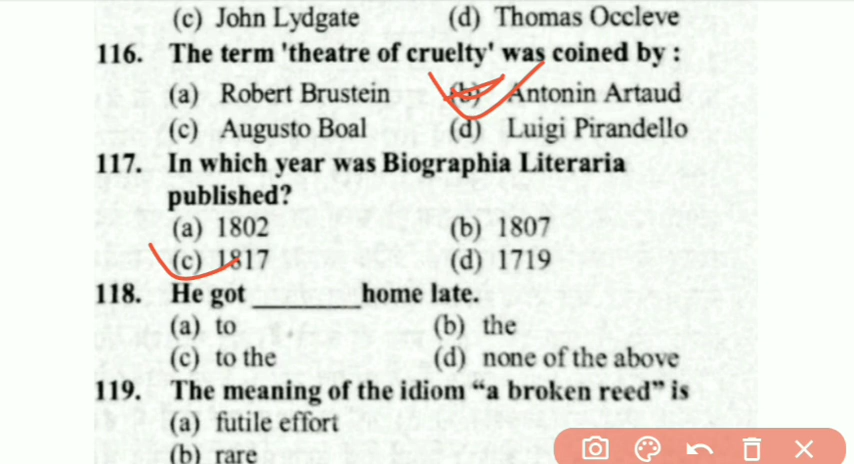 (c) John Lydgate (d) Thomas Occleve
116. The term 'theatre of cruelty' was coined by :
(a) Robert Brustein (b) Antonin Artaud
(c) Augusto Boal (d) Luigi Pirandello
117. In which year was Biographia Literaria
published?
(a) 1802 (b) 1807
(c) 1817 (d) 1719
118. He got ________home late.
(a) to (b) the
(c) to the (d) none of the above
119. The meaning of the idiom “a broken reed” is
(a) futile effort
(b) rare